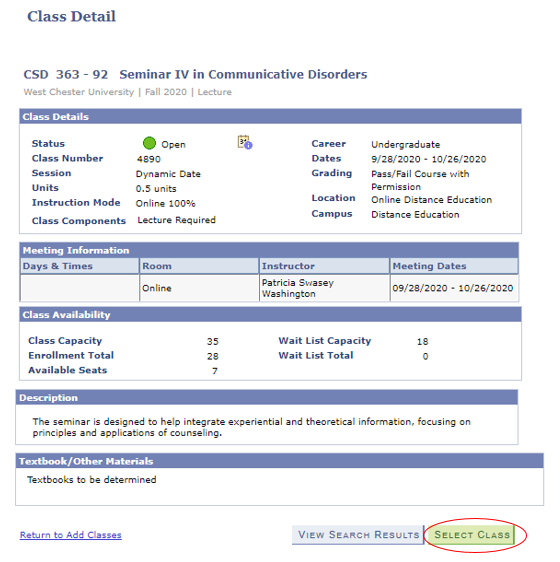 Class Detail
CSD 363 - 92 Seminar IV in Communicative Disorders
West Chester University | Fall 2020 | Lecture
Class Details
Status Open
Class Number 4890
Session Dynamic Date
Units 0.5 units
Instruction Mode Online 100%
Class Components Lecture Required
Career Undergraduate
Dates 9/28/2020 - 10/26/2020
Grading Pass/Fail Course with
Permission
Location Online Distance Education
Campus Distance Education
Meeting Information
Days & Times Room Instructor Meeting Dates
Online Patricia Swasey
Washington 09/28/2020 - 10/26/2020
Class Availability
Class Capacity 35 Wait List Capacity 18
Enrollment Total 28 Wait List Total 0
Available Seats 7
Description
The seminar is designed to help integrate experiential and theoretical information, focusing on
principles and applications of counseling.
Textbook/Other Materials
Textbooks to be determined
Return to Add Classes VIEW SEARCH RESULTS SELECT CLASS